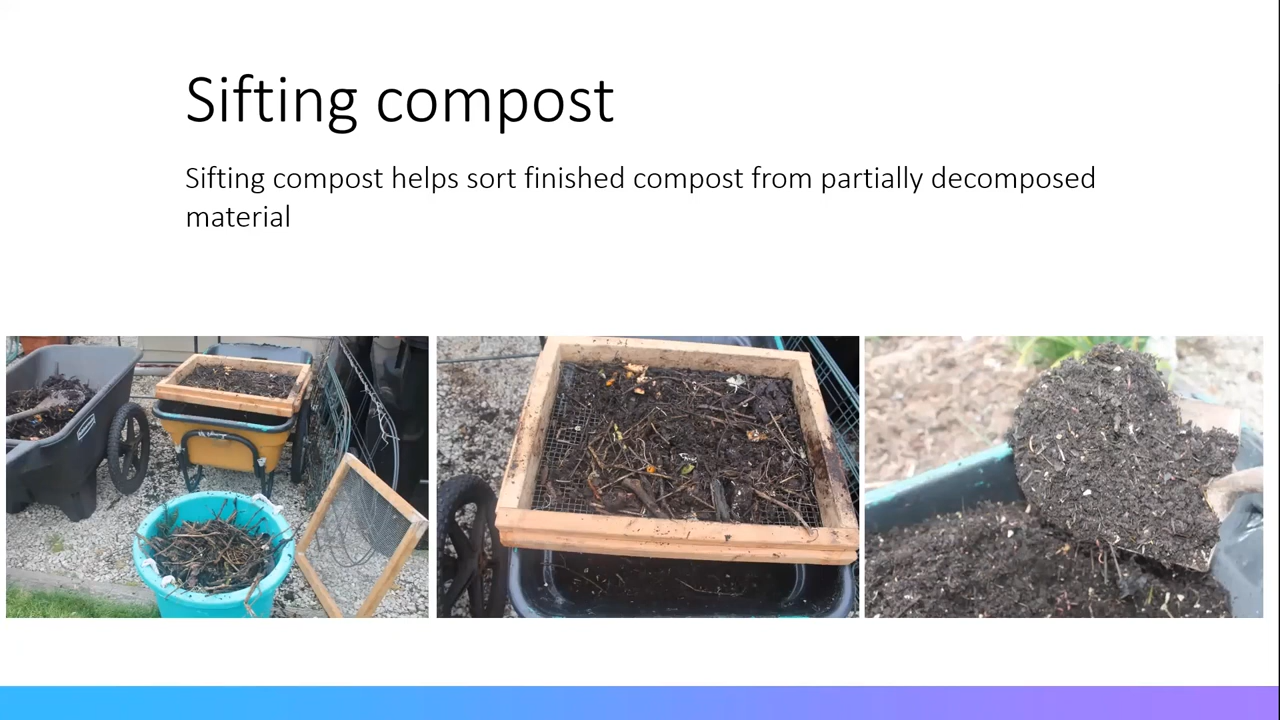 Sifting compost
Sifting compost helps sort finished compost from partially decomposed
material